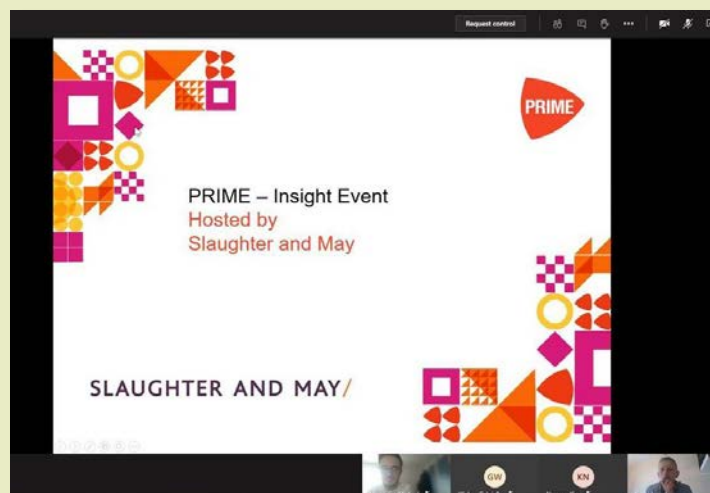 Request control
PRIME
PRIME – Insight Event
Hosted by
Slaughter and May
SLAUGHTER AND MAY/
GW
KN